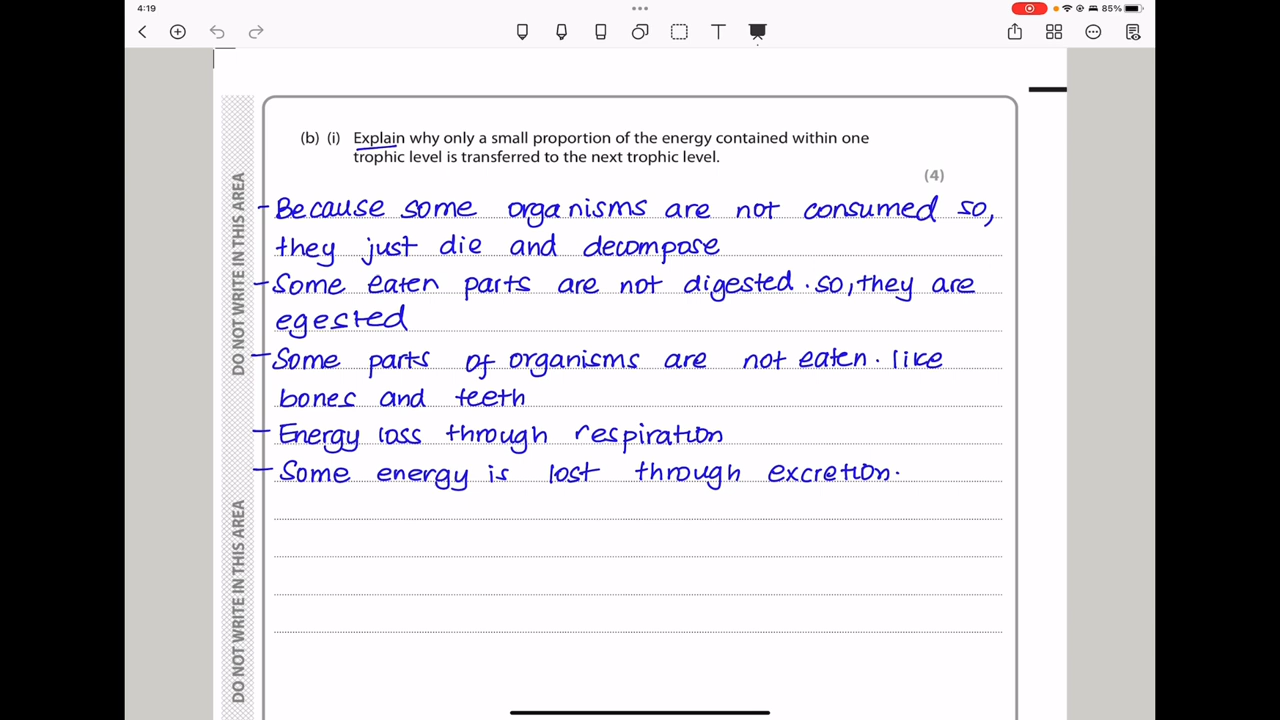 4:19
85%
(b) (i) Explain why only a small proportion of the energy contained within one
trophic level is transferred to the next trophic level.
(4)
- Because some organisms are not consumed so,
they just die and decompose
- Some eaten parts are not digested. so, they are
egested
- Some parts of organisms are not eaten. like
bones and teeth
- Energy loss through respiration
- Some energy is lost through excretion.
DO NOT WRITE IN THIS AREA
DO NOT WRITE IN THIS AREA